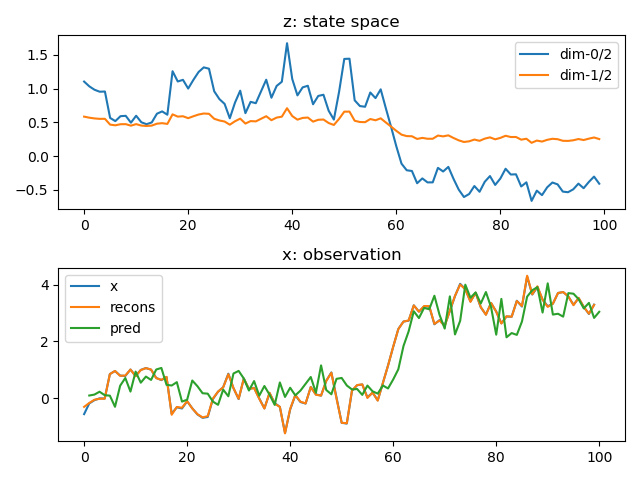 z: state space
1.5
1.0
0.5
0.0
−0.5
dim-0/2
dim-1/2
0 20 40 60 80 100
x: observation
4
2
0
x
recons
pred
0 20 40 60 80 100